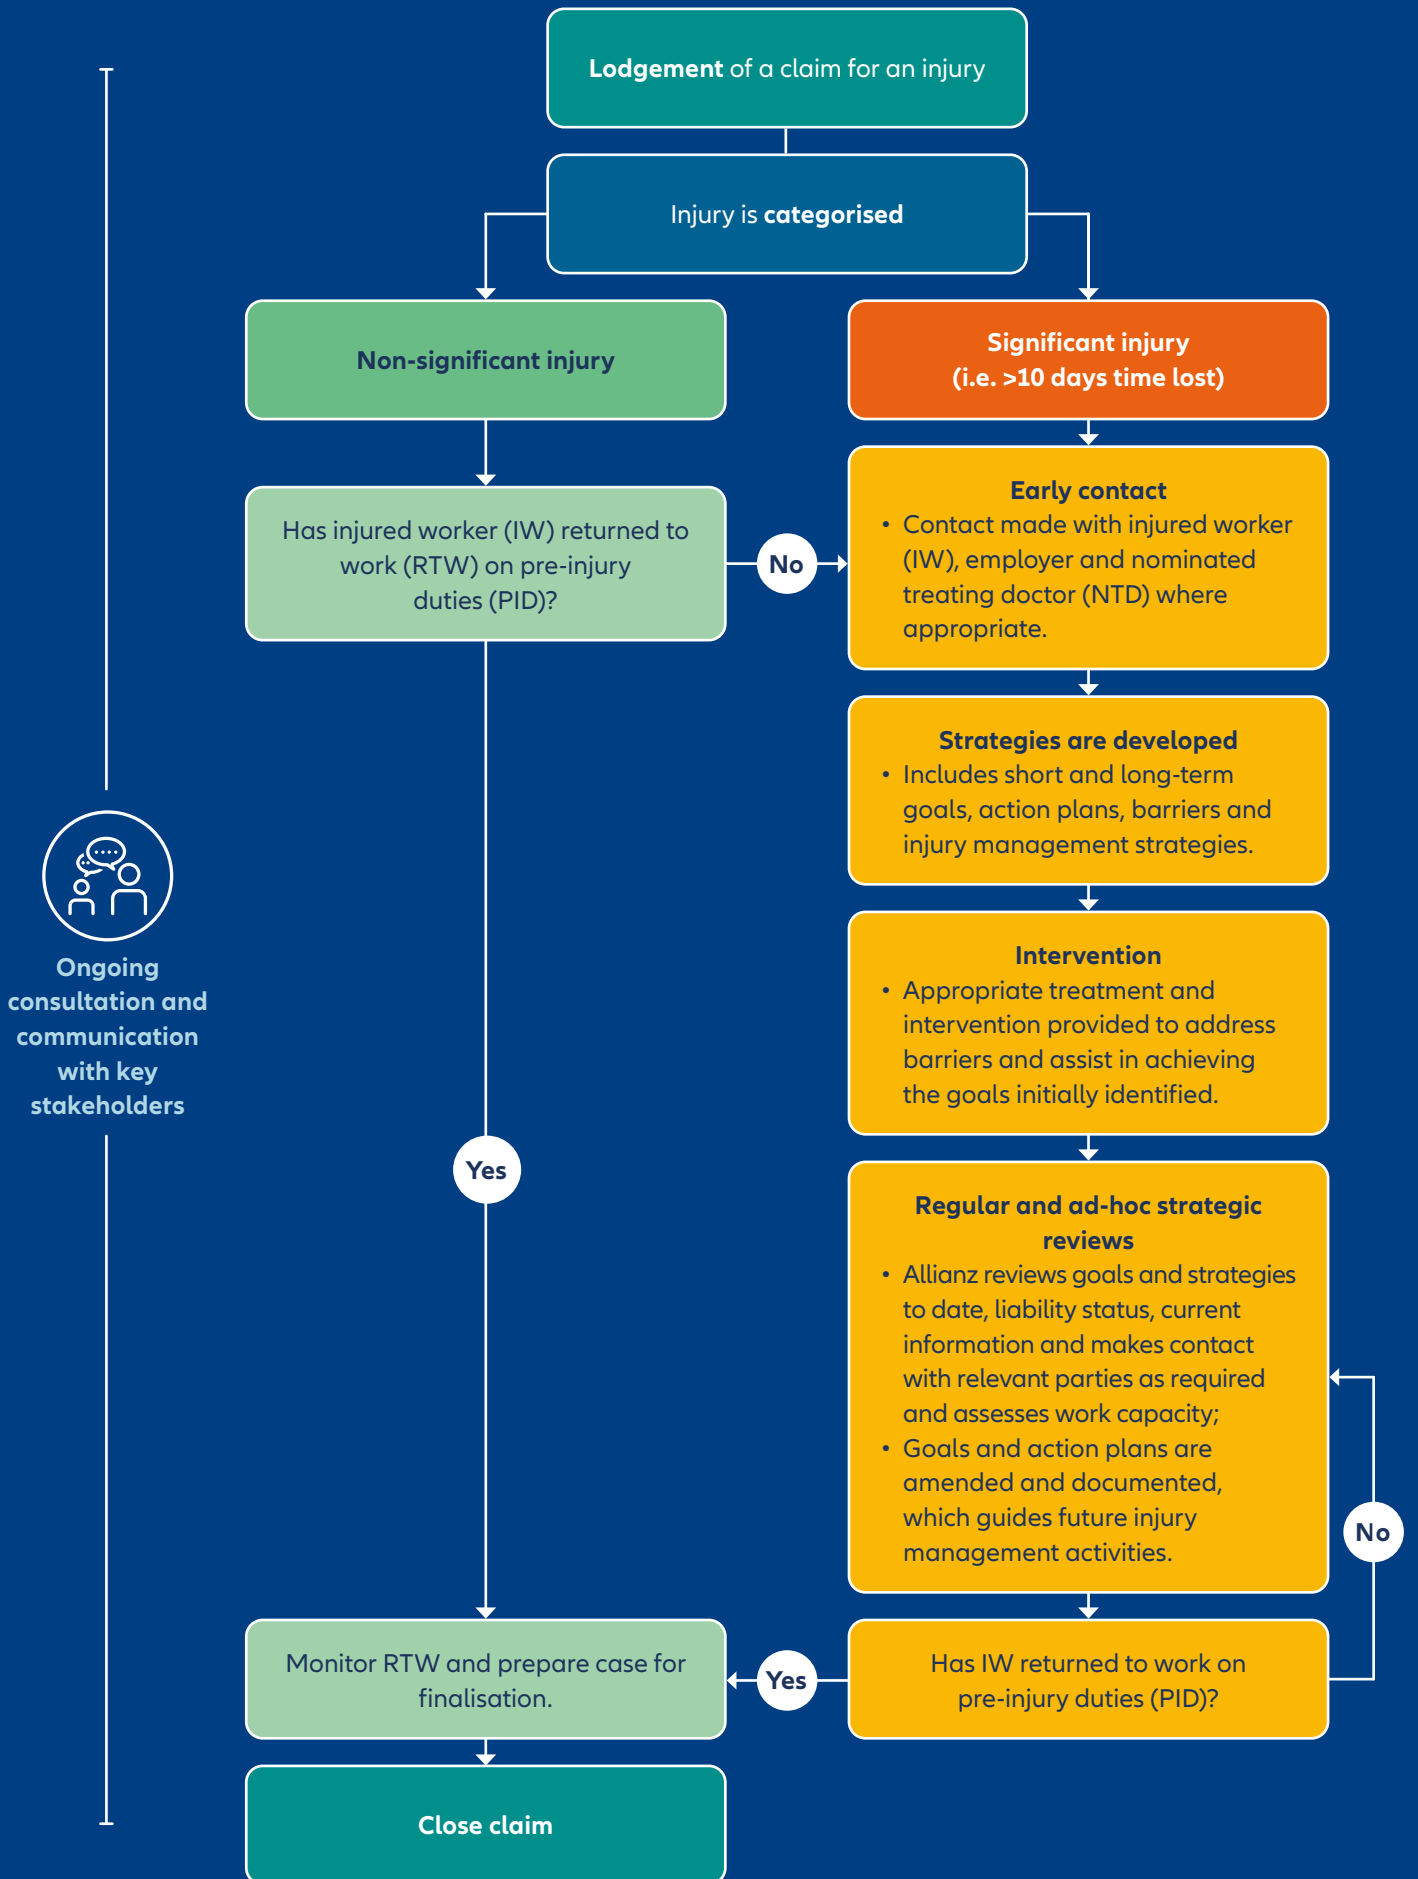 Lodgement of a claim for an injury
Injury is categorised
Non-significant injury
Significant injury
(i.e. >10 days time lost)
Has injured worker (IW) returned to
work (RTW) on pre-injury
duties (PID)?
No
Early contact
• Contact made with injured worker
(IW), employer and nominated
treating doctor (NTD) where
appropriate.
Strategies are developed
• Includes short and long-term
goals, action plans, barriers and
injury management strategies.
Ongoing
consultation and
communication
with key
stakeholders
Intervention
• Appropriate treatment and
intervention provided to address
barriers and assist in achieving
the goals initially identified.
Yes
Regular and ad-hoc strategic
reviews
• Allianz reviews goals and strategies
to date, liability status, current
information and makes contact
with relevant parties as required
and assesses work capacity;
• Goals and action plans are
amended and documented,
which guides future injury
management activities.
No
Monitor RTW and prepare case for
finalisation.
Yes
Has IW returned to work on
pre-injury duties (PID)?
Close claim